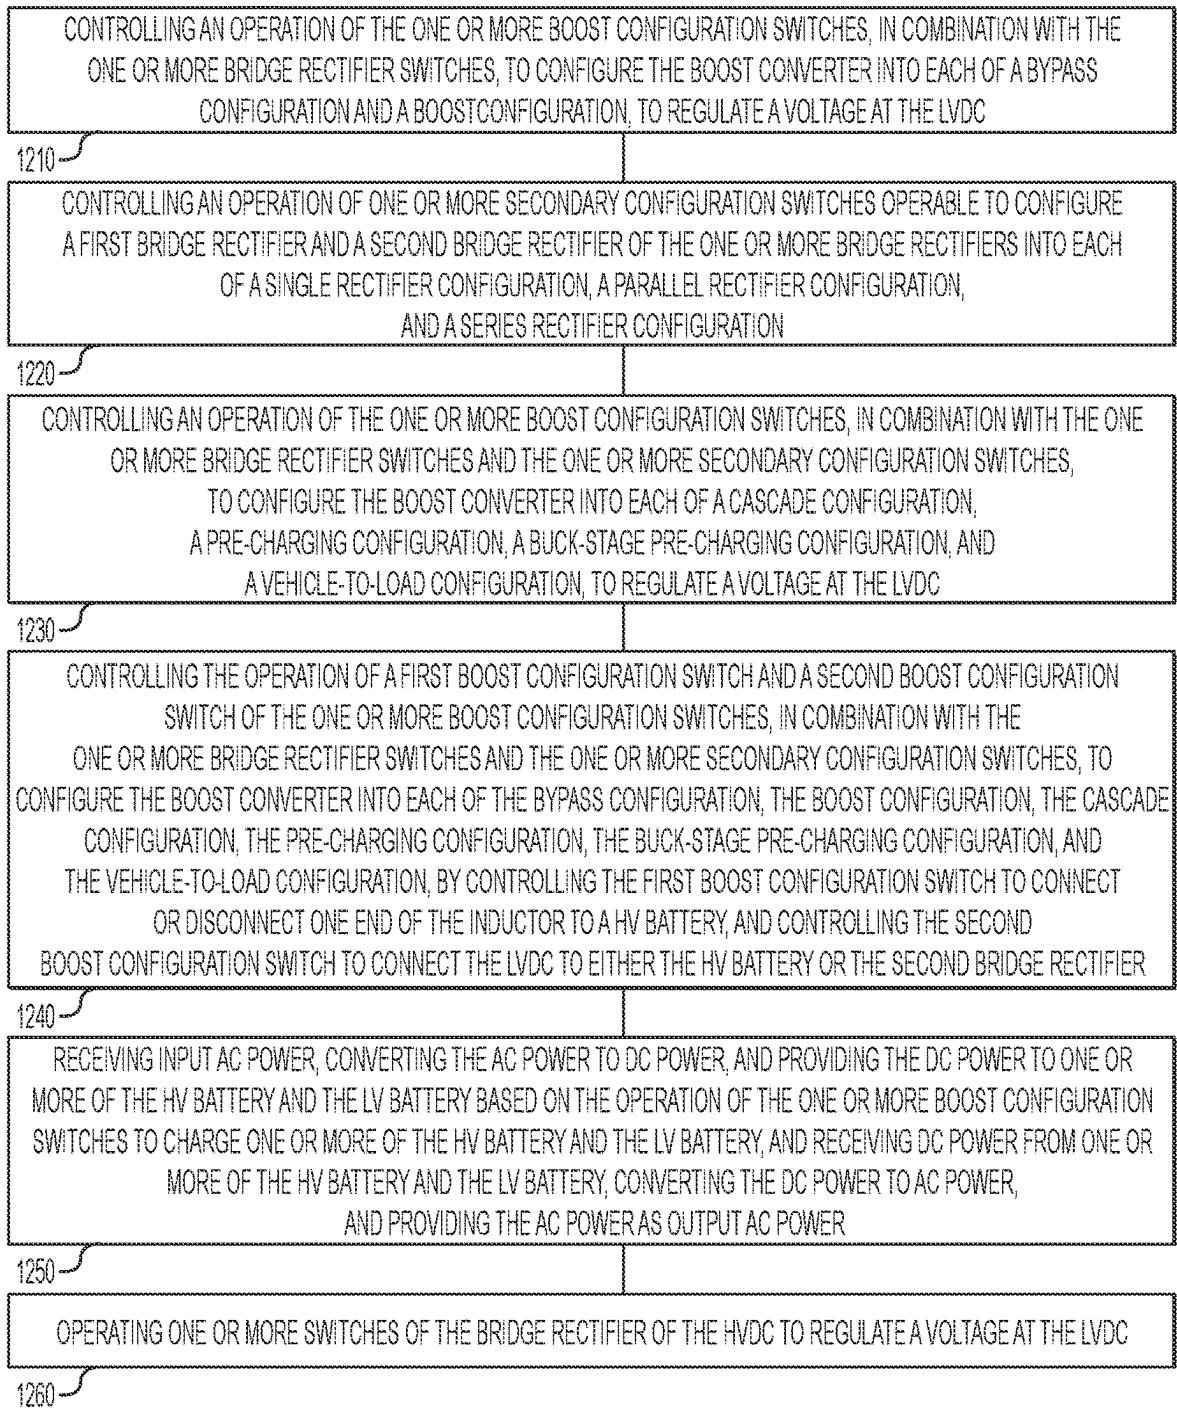 CONTROLLING AN OPERATION OF THE ONE OR MORE BOOST CONFIGURATION SWITCHES, IN COMBINATION WITH THE
ONE OR MORE BRIDGE RECTIFIER SWITCHES, TO CONFIGURE THE BOOST CONVERTER INTO EACH OF A BYPASS
CONFIGURATION AND A BOOSTCONFIGURATION, TO REGULATE A VOLTAGE AT THE LVDC
1210
CONTROLLING AN OPERATION OF ONE OR MORE SECONDARY CONFIGURATION SWITCHES OPERABLE TO CONFIGURE
A FIRST BRIDGE RECTIFIER AND A SECOND BRIDGE RECTIFIER OF THE ONE OR MORE BRIDGE RECTIFIERS INTO EACH
OF A SINGLE RECTIFIER CONFIGURATION, A PARALLEL RECTIFIER CONFIGURATION,
AND A SERIES RECTIFIER CONFIGURATION
1220
CONTROLLING AN OPERATION OF THE ONE OR MORE BOOST CONFIGURATION SWITCHES, IN COMBINATION WITH THE ONE
OR MORE BRIDGE RECTIFIER SWITCHES AND THE ONE OR MORE SECONDARY CONFIGURATION SWITCHES,
TO CONFIGURE THE BOOST CONVERTER INTO EACH OF A CASCADE CONFIGURATION,
A PRE-CHARGING CONFIGURATION, A BUCK-STAGE PRE-CHARGING CONFIGURATION, AND
A VEHICLE-TO-LOAD CONFIGURATION, TO REGULATE A VOLTAGE AT THE LVDC
1230
CONTROLLING THE OPERATION OF A FIRST BOOST CONFIGURATION SWITCH AND A SECOND BOOST CONFIGURATION
SWITCH OF THE ONE OR MORE BOOST CONFIGURATION SWITCHES, IN COMBINATION WITH THE
ONE OR MORE BRIDGE RECTIFIER SWITCHES AND THE ONE OR MORE SECONDARY CONFIGURATION SWITCHES, TO
CONFIGURE THE BOOST CONVERTER INTO EACH OF THE BYPASS CONFIGURATION, THE BOOST CONFIGURATION, THE CASCADE
CONFIGURATION, THE PRE-CHARGING CONFIGURATION, THE BUCK-STAGE PRE-CHARGING CONFIGURATION, AND
THE VEHICLE-TO-LOAD CONFIGURATION, BY CONTROLLING THE FIRST BOOST CONFIGURATION SWITCH TO CONNECT
OR DISCONNECT ONE END OF THE INDUCTOR TO A HV BATTERY, AND CONTROLLING THE SECOND
BOOST CONFIGURATION SWITCH TO CONNECT THE LVDC TO EITHER THE HV BATTERY OR THE SECOND BRIDGE RECTIFIER
1240
RECEIVING INPUT AC POWER, CONVERTING THE AC POWER TO DC POWER, AND PROVIDING THE DC POWER TO ONE OR
MORE OF THE HV BATTERY AND THE LV BATTERY BASED ON THE OPERATION OF THE ONE OR MORE BOOST CONFIGURATION
SWITCHES TO CHARGE ONE OR MORE OF THE HV BATTERY AND THE LV BATTERY, AND RECEIVING DC POWER FROM ONE OR
MORE OF THE HV BATTERY AND THE LV BATTERY, CONVERTING THE DC POWER TO AC POWER,
AND PROVIDING THE AC POWER AS OUTPUT AC POWER
1250
OPERATING ONE OR MORE SWITCHES OF THE BRIDGE RECTIFIER OF THE HVDC TO REGULATE A VOLTAGE AT THE LVDC
1260